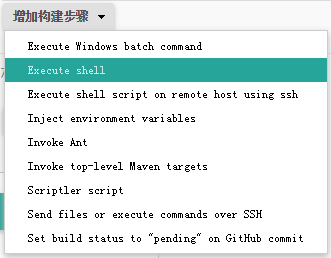 增加构建步骤
Execute Windows batch command
Execute shell
Execute shell script on remote host using ssh
Inject environment variables
Invoke Ant
Invoke top-level Maven targets
Scriptler script
Send files or execute commands over SSH
Set build status to "pending" on GitHub commit